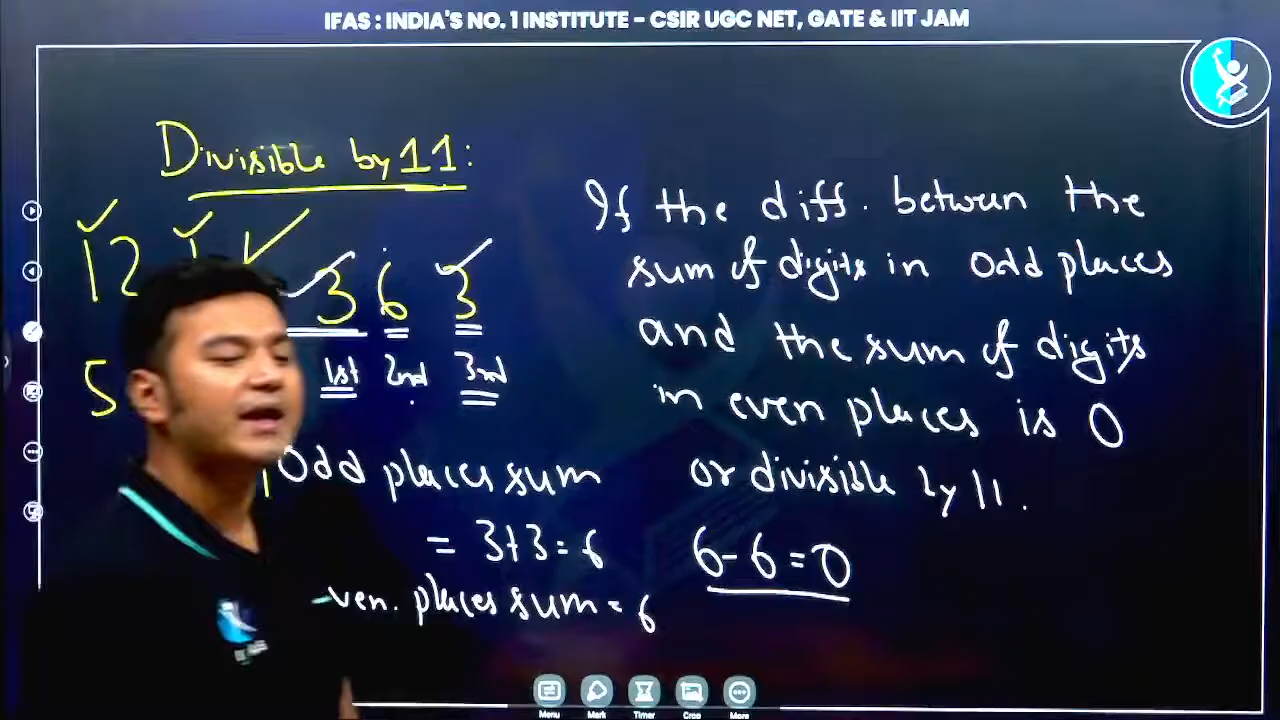 IFAS : INDIA'S NO. 1 INSTITUTE - CSIR UGC NET, GATE & IIT JAM
Divisible by 11:
12 1 3 6 3
1st 2nd 3nd
5
Odd places sum
= 3+3=6
ven. places sum = 6
If the diff. between the
sum of digits in odd places
and the sum of digits
in even places is 0
or divisible by 11.
6-6=0
Menu Mark Timer Crop More